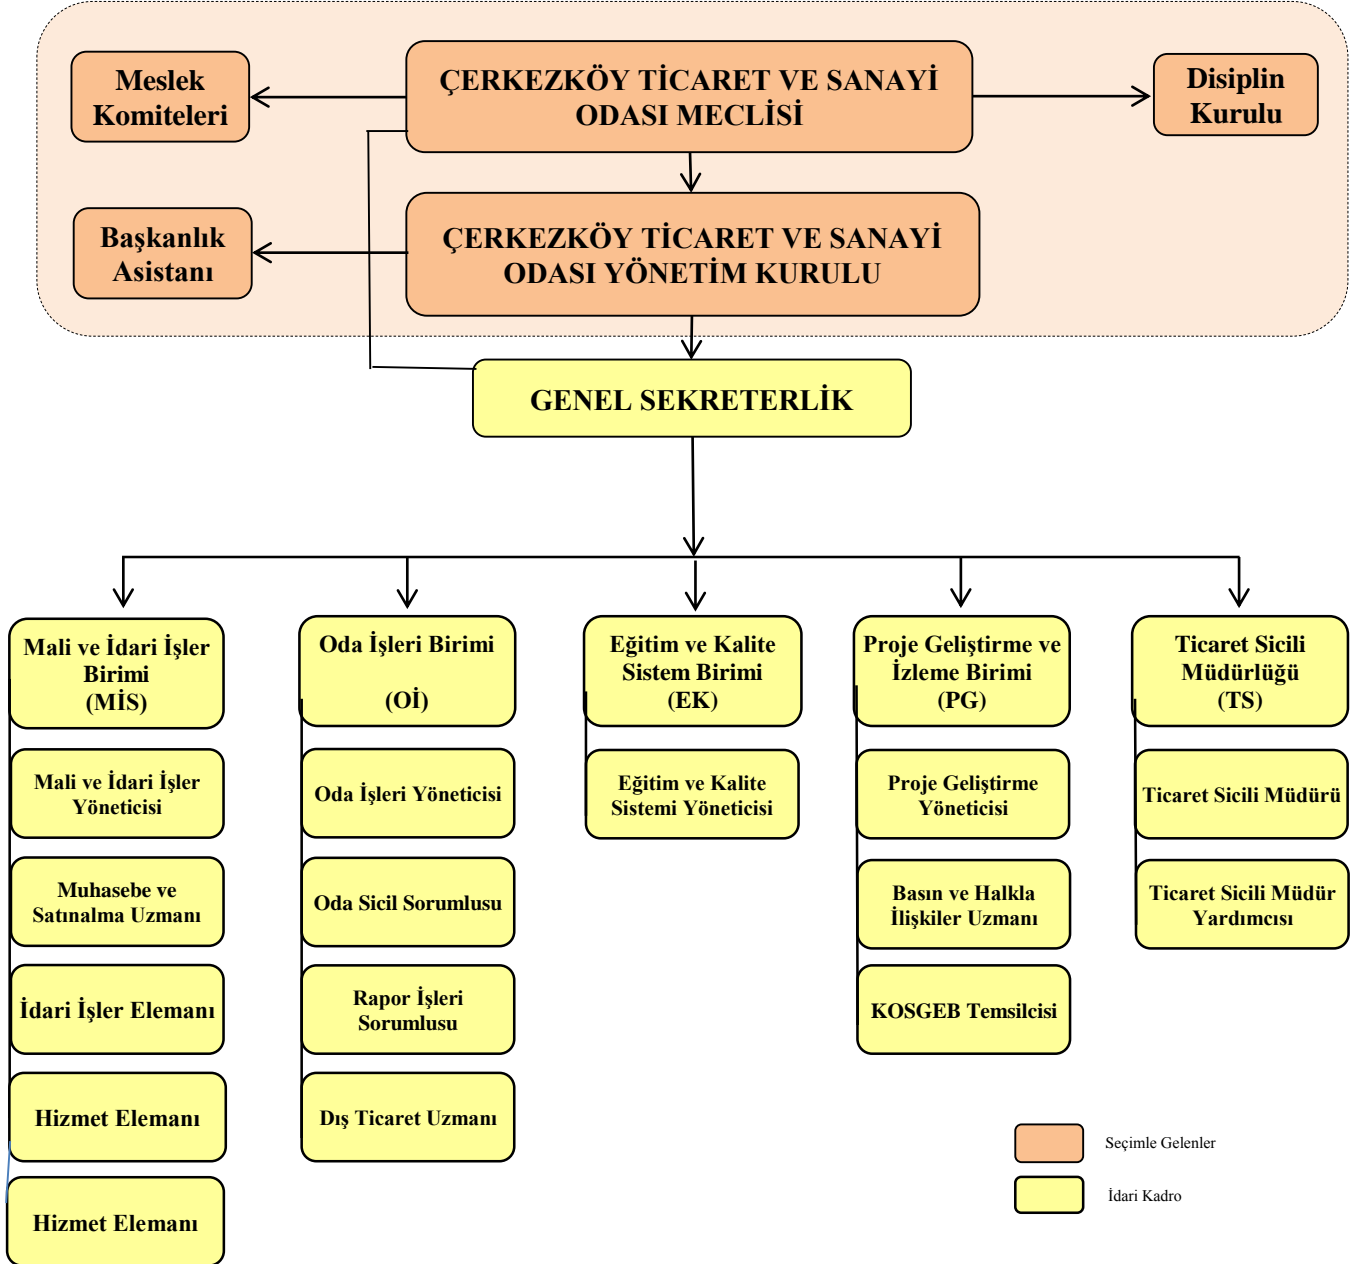 Meslek
Komiteleri
ÇERKEZKÖY TİCARET VE SANAYİ
ODASI MECLİSİ
Disiplin
Kurulu
Başkanlık
Asistanı
ÇERKEZKÖY TİCARET VE SANAYİ
ODASI YÖNETİM KURULU
GENEL SEKRETERLİK
Mali ve İdari İşler
Birimi
(MİS)
Oda İşleri Birimi
(Oİ)
Eğitim ve Kalite
Sistem Birimi
(EK)
Proje Geliştirme ve
İzleme Birimi
(PG)
Ticaret Sicili
Müdürlüğü
(TS)
Mali ve İdari İşler
Yöneticisi
Oda İşleri Yöneticisi
Eğitim ve Kalite
Sistemi Yöneticisi
Proje Geliştirme
Yöneticisi
Ticaret Sicili Müdürü
Muhasebe ve
Satınalma Uzmanı
Oda Sicil Sorumlusu
Basın ve Halkla
İlişkiler Uzmanı
Ticaret Sicili Müdür
Yardımcısı
İdari İşler Elemanı
Rapor İşleri
Sorumlusu
KOSGEB Temsilcisi
Hizmet Elemanı
Dış Ticaret Uzmanı
Hizmet Elemanı
Seçimle Gelenler
İdari Kadro